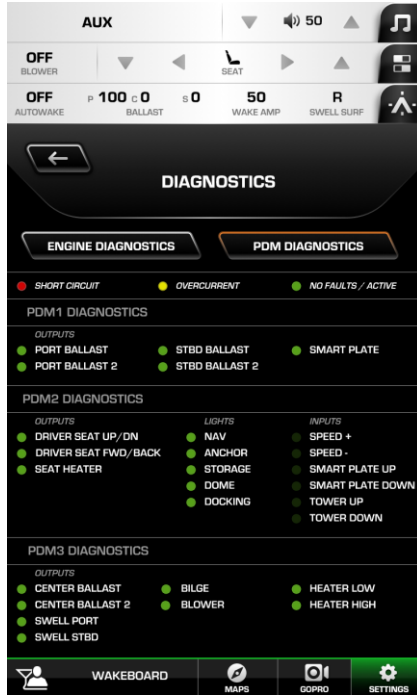 AUX 50
OFF
BLOWER SEAT
OFF P 100 C 0 S 0 50 R
AUTOWAKE BALLAST WAKE AMP SWELL SURF
DIAGNOSTICS
ENGINE DIAGNOSTICS PDM DIAGNOSTICS
SHORT CIRCUIT OVERCURRENT NO FAULTS / ACTIVE
PDM1 DIAGNOSTICS
OUTPUTS
PORT BALLAST STBD BALLAST SMART PLATE
PORT BALLAST 2 STBD BALLAST 2
PDM2 DIAGNOSTICS
OUTPUTS LIGHTS INPUTS
DRIVER SEAT UP/DN NAV SPEED +
DRIVER SEAT FWD/BACK ANCHOR SPEED -
SEAT HEATER STORAGE SMART PLATE UP
DOME SMART PLATE DOWN
DOCKING TOWER UP
TOWER DOWN
PDM3 DIAGNOSTICS
OUTPUTS
CENTER BALLAST BILGE HEATER LOW
CENTER BALLAST 2 BLOWER HEATER HIGH
SWELL PORT
SWELL STBD
WAKEBOARD MAPS GOPRO SETTINGS